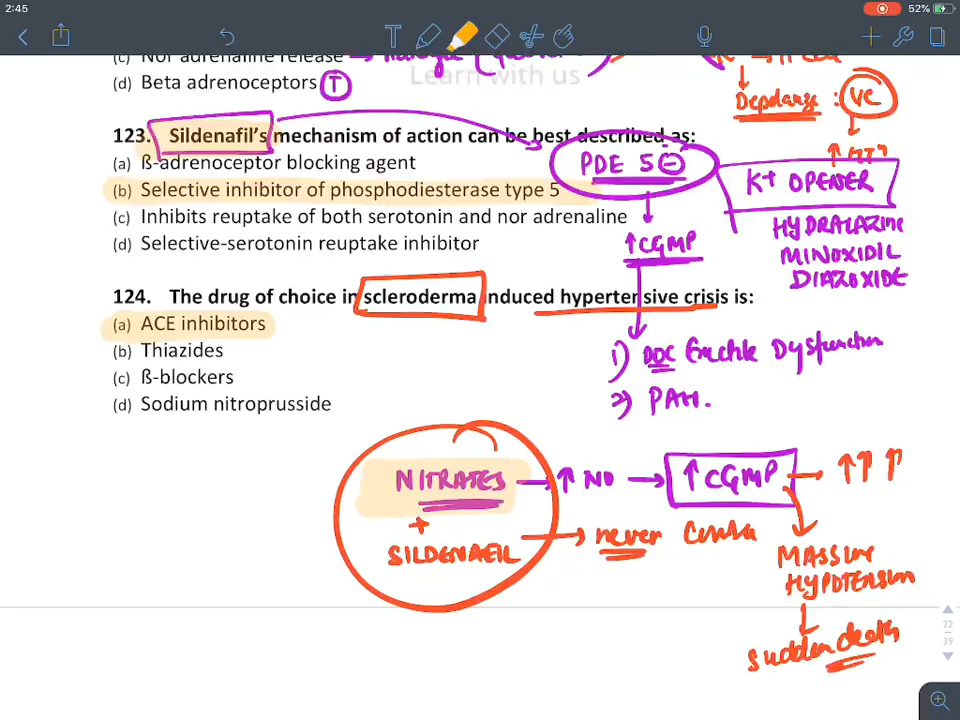 2:45
52%
(c) Nor adrenaline release
(d) Beta adrenoceptors T
Learn with us
Depolarize : VC
123. Sildenafil's mechanism of action can be best described as:
(a) ß-adrenoceptor blocking agent
(b) Selective inhibitor of phosphodiesterase type 5
(c) Inhibits reuptake of both serotonin and nor adrenaline
(d) Selective-serotonin reuptake inhibitor
PDE 5 ⊖
↑CGMP
K+ OPENER
HYDRALAZINE
MINOXIDIL
DIAZOXIDE
124. The drug of choice in scleroderma induced hypertensive crisis is:
(a) ACE inhibitors
(b) Thiazides
(c) ß-blockers
(d) Sodium nitroprusside
1) DOC Erectile Dysfunction
2) PAH.
NITRATES → ↑ NO → ↑ CGMP → ↑↑↑
+
SILDENAFIL → never
MASSIVE
HYPOTENSION
sudden death
22
39